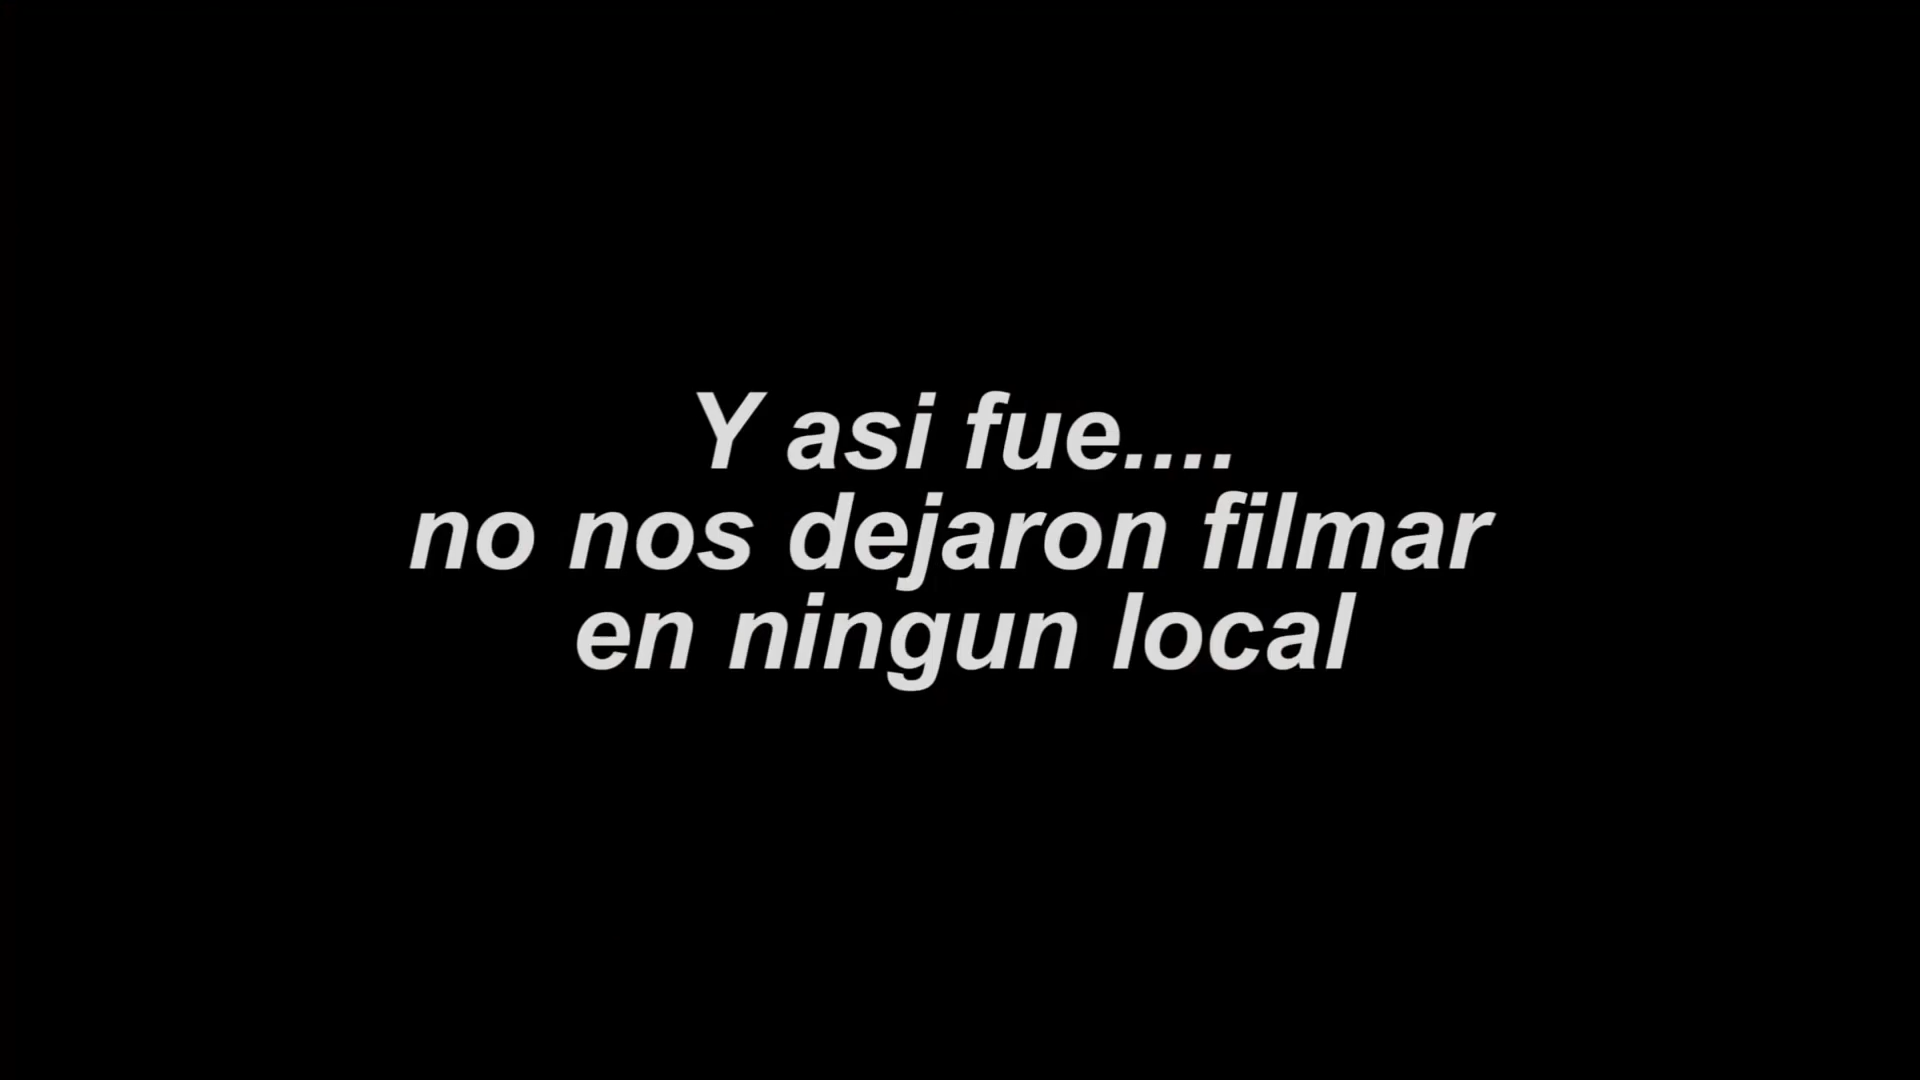 Y asi fue....
no nos dejaron filmar
en ningun local